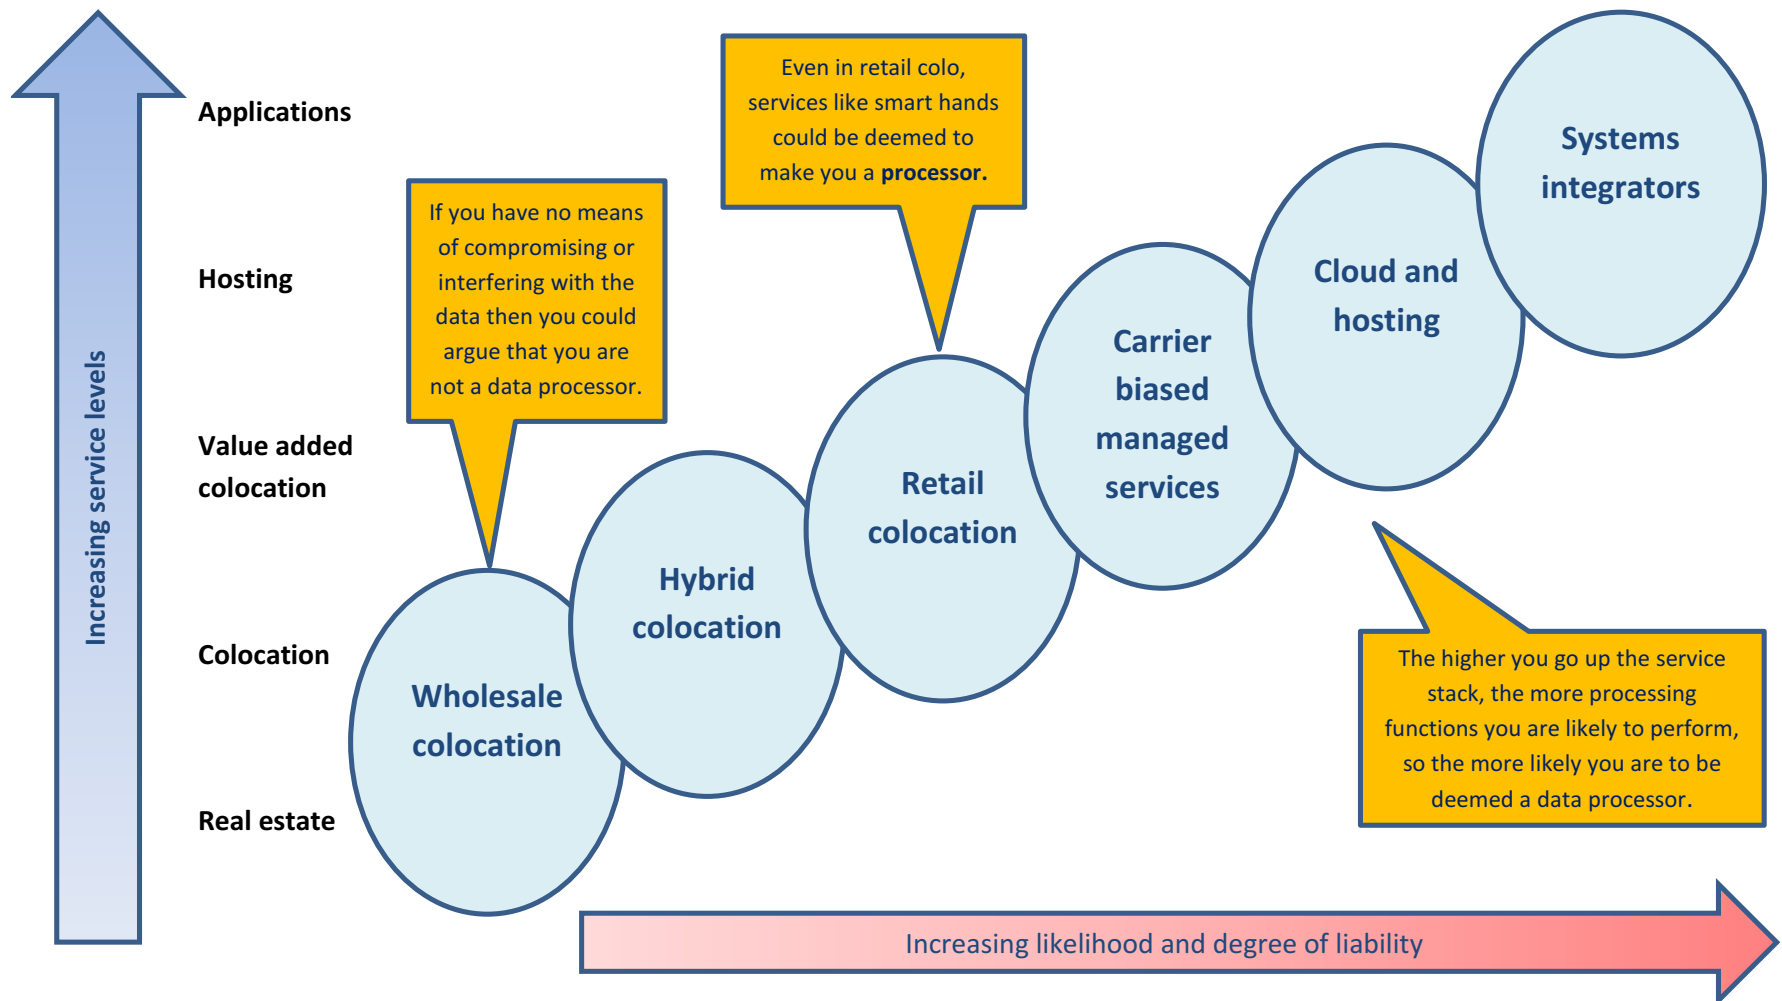 Increasing service levels
Applications
Hosting
Value added
colocation
Colocation
Real estate
If you have no means
of compromising or
interfering with the
data then you could
argue that you are
not a data processor.
Even in retail colo,
services like smart hands
could be deemed to
make you a processor.
Wholesale
colocation
Hybrid
colocation
Retail
colocation
Carrier
biased
managed
services
Cloud and
hosting
Systems
integrators
The higher you go up the service
stack, the more processing
functions you are likely to perform,
so the more likely you are to be
deemed a data processor.
Increasing likelihood and degree of liability